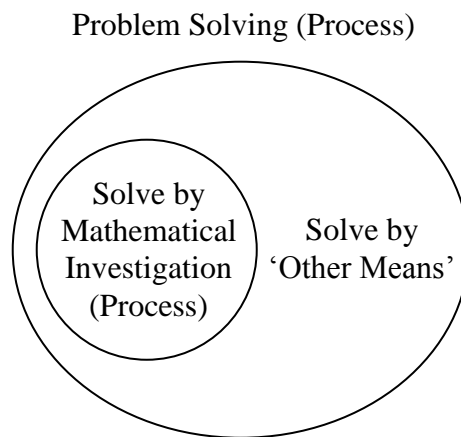 Problem Solving (Process)
Solve by
Mathematical
Investigation
(Process)
Solve by
‘Other Means’